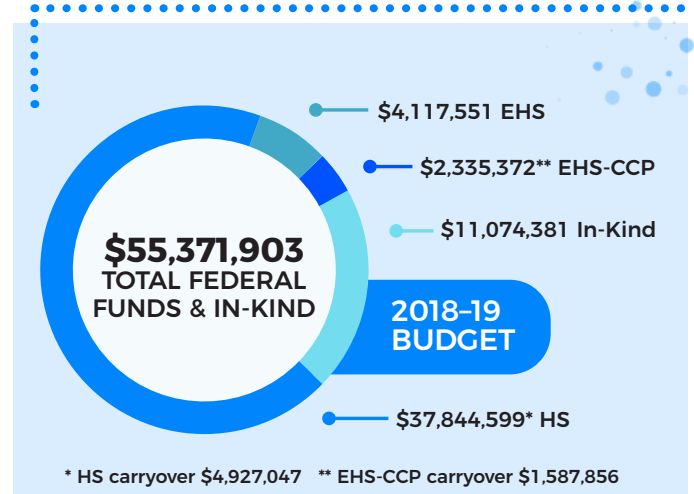 $4,117,551 EHS
$2,335,372** EHS-CCP
$11,074,381 In-Kind
$55,371,903
TOTAL FEDERAL
FUNDS & IN-KIND
2018–19
BUDGET
$37,844,599* HS
* HS carryover $4,927,047 ** EHS-CCP carryover $1,587,856